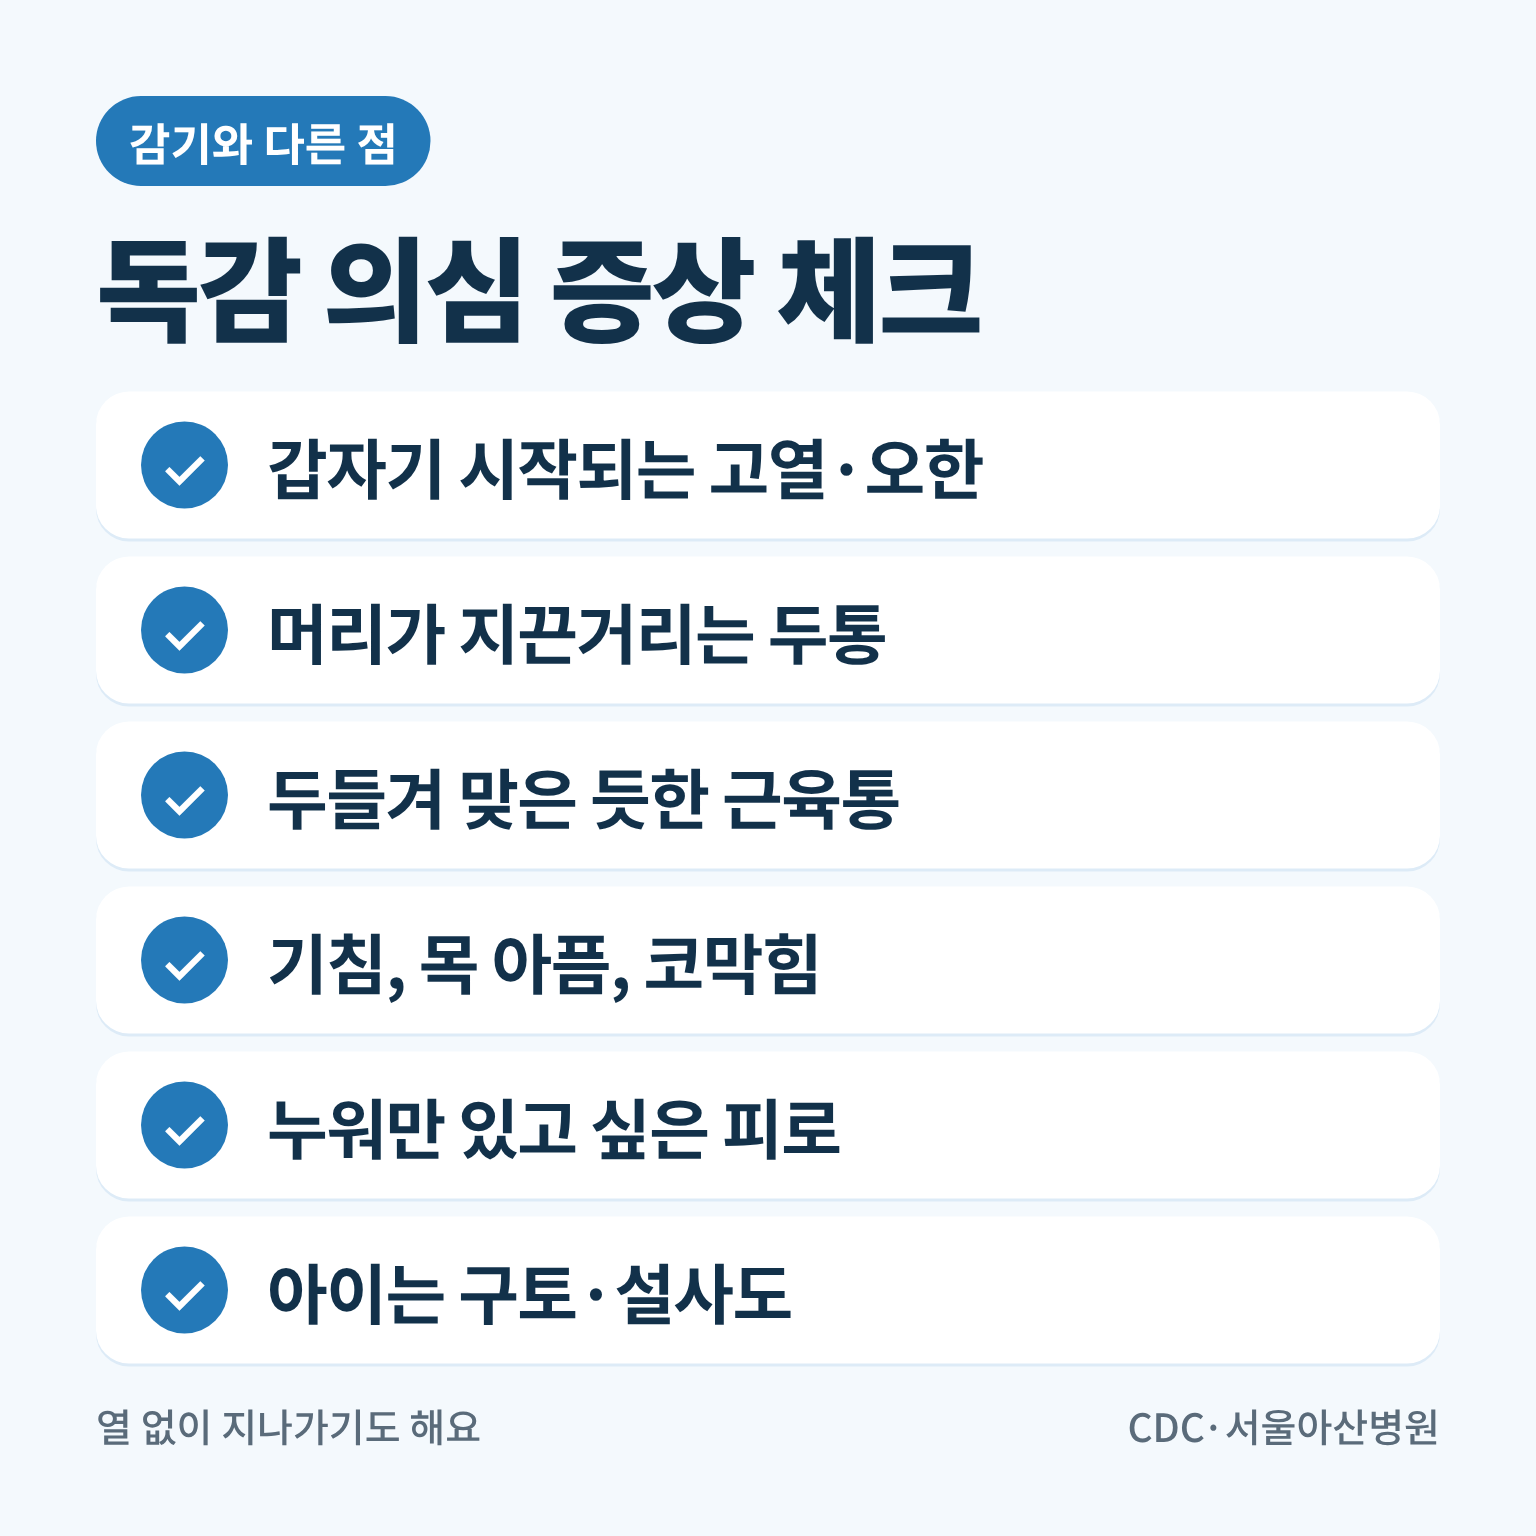 감기와 다른 점
독감 의심 증상 체크
갑자기 시작되는 고열·오한
머리가 지끈거리는 두통
두들겨 맞은 듯한 근육통
기침, 목 아픔, 코막힘
누워만 있고 싶은 피로
아이는 구토·설사도
열 없이 지나가기도 해요
CDC·서울아산병원